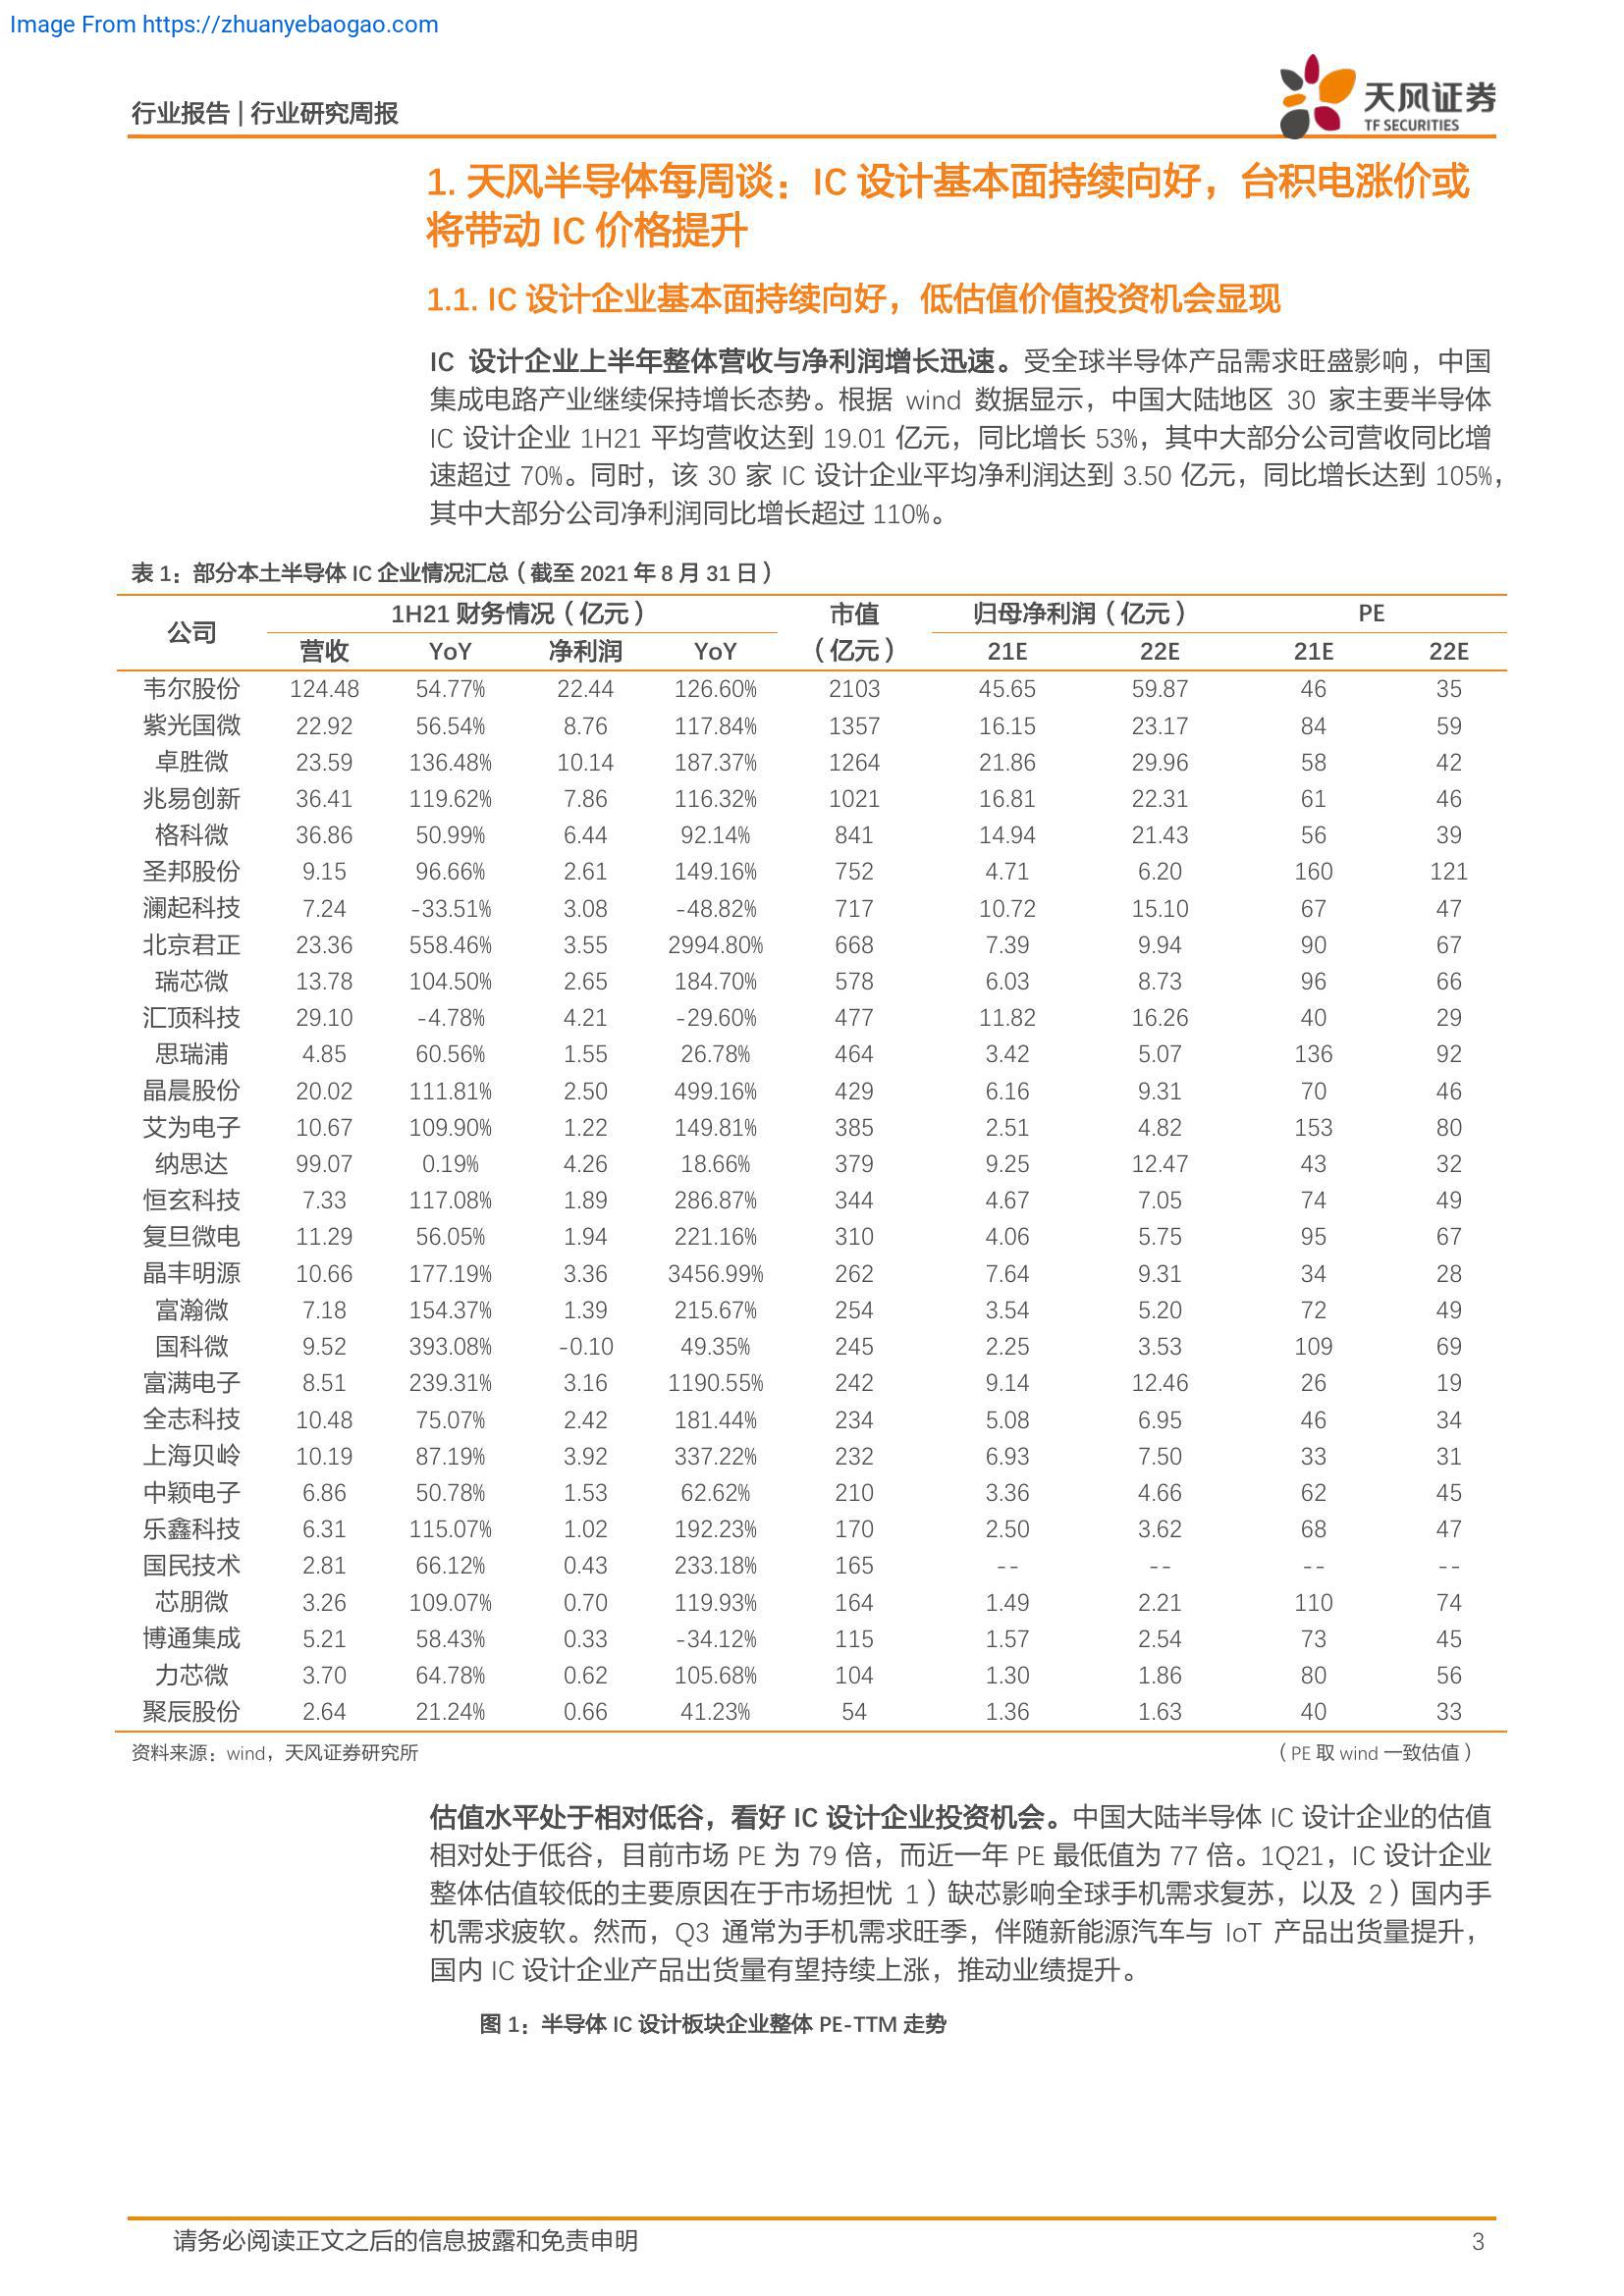 Image From https://zhuanyebaogao.com
行业报告 | 行业研究周报
天风证券
TF SECURITIES
1. 天风半导体每周谈：IC 设计基本面持续向好，台积电涨价或
将带动 IC 价格提升
1.1. IC 设计企业基本面持续向好，低估值价值投资机会显现
IC 设计企业上半年整体营收与净利润增长迅速。受全球半导体产品需求旺盛影响，中国
集成电路产业继续保持增长态势。根据 wind 数据显示，中国大陆地区 30 家主要半导体
IC 设计企业 1H21 平均营收达到 19.01 亿元，同比增长 53%，其中大部分公司营收同比增
速超过 70%。同时，该 30 家 IC 设计企业平均净利润达到 3.50 亿元，同比增长达到 105%，
其中大部分公司净利润同比增长超过 110%。
表 1：部分本土半导体 IC 企业情况汇总（截至 2021 年 8 月 31 日）
公司 1H21 财务情况（亿元） 市值（亿元） 归母净利润（亿元） PE
营收 YoY 净利润 YoY 21E 22E 21E 22E
韦尔股份 124.48 54.77% 22.44 126.60% 2103 45.65 59.87 46 35
紫光国微 22.92 56.54% 8.76 117.84% 1357 16.15 23.17 84 59
卓胜微 23.59 136.48% 10.14 187.37% 1264 21.86 29.96 58 42
兆易创新 36.41 119.62% 7.86 116.32% 1021 16.81 22.31 61 46
格科微 36.86 50.99% 6.44 92.14% 841 14.94 21.43 56 39
圣邦股份 9.15 96.66% 2.61 149.16% 752 4.71 6.20 160 121
澜起科技 7.24 -33.51% 3.08 -48.82% 717 10.72 15.10 67 47
北京君正 23.36 558.46% 3.55 2994.80% 668 7.39 9.94 90 67
瑞芯微 13.78 104.50% 2.65 184.70% 578 6.03 8.73 96 66
汇顶科技 29.10 -4.78% 4.21 -29.60% 477 11.82 16.26 40 29
思瑞浦 4.85 60.56% 1.55 26.78% 464 3.42 5.07 136 92
晶晨股份 20.02 111.81% 2.50 499.16% 429 6.16 9.31 70 46
艾为电子 10.67 109.90% 1.22 149.81% 385 2.51 4.82 153 80
纳思达 99.07 0.19% 4.26 18.66% 379 9.25 12.47 43 32
恒玄科技 7.33 117.08% 1.89 286.87% 344 4.67 7.05 74 49
复旦微电 11.29 56.05% 1.94 221.16% 310 4.06 5.75 95 67
晶丰明源 10.66 177.19% 3.36 3456.99% 262 7.64 9.31 34 28
富瀚微 7.18 154.37% 1.39 215.67% 254 3.54 5.20 72 49
国科微 9.52 393.08% -0.10 49.35% 245 2.25 3.53 109 69
富满电子 8.51 239.31% 3.16 1190.55% 242 9.14 12.46 26 19
全志科技 10.48 75.07% 2.42 181.44% 234 5.08 6.95 46 34
上海贝岭 10.19 87.19% 3.92 337.22% 232 6.93 7.50 33 31
中颖电子 6.86 50.78% 1.53 62.62% 210 3.36 4.66 62 45
乐鑫科技 6.31 115.07% 1.02 192.23% 170 2.50 3.62 68 47
国民技术 2.81 66.12% 0.43 233.18% 165 -- -- -- --
芯朋微 3.26 109.07% 0.70 119.93% 164 1.49 2.21 110 74
博通集成 5.21 58.43% 0.33 -34.12% 115 1.57 2.54 73 45
力芯微 3.70 64.78% 0.62 105.68% 104 1.30 1.86 80 56
聚辰股份 2.64 21.24% 0.66 41.23% 54 1.36 1.63 40 33
资料来源：wind，天风证券研究所 （PE 取 wind 一致估值）
估值水平处于相对低谷，看好 IC 设计企业投资机会。中国大陆半导体 IC 设计企业的估值
相对处于低谷，目前市场 PE 为 79 倍，而近一年 PE 最低值为 77 倍。1Q21，IC 设计企业
整体估值较低的主要原因在于市场担忧 1）缺芯影响全球手机需求复苏，以及 2）国内手
机需求疲软。然而，Q3 通常为手机需求旺季，伴随新能源汽车与 IoT 产品出货量提升，
国内 IC 设计企业产品出货量有望持续上涨，推动业绩提升。
图 1：半导体 IC 设计板块企业整体 PE-TTM 走势
请务必阅读正文之后的信息披露和免责申明 3